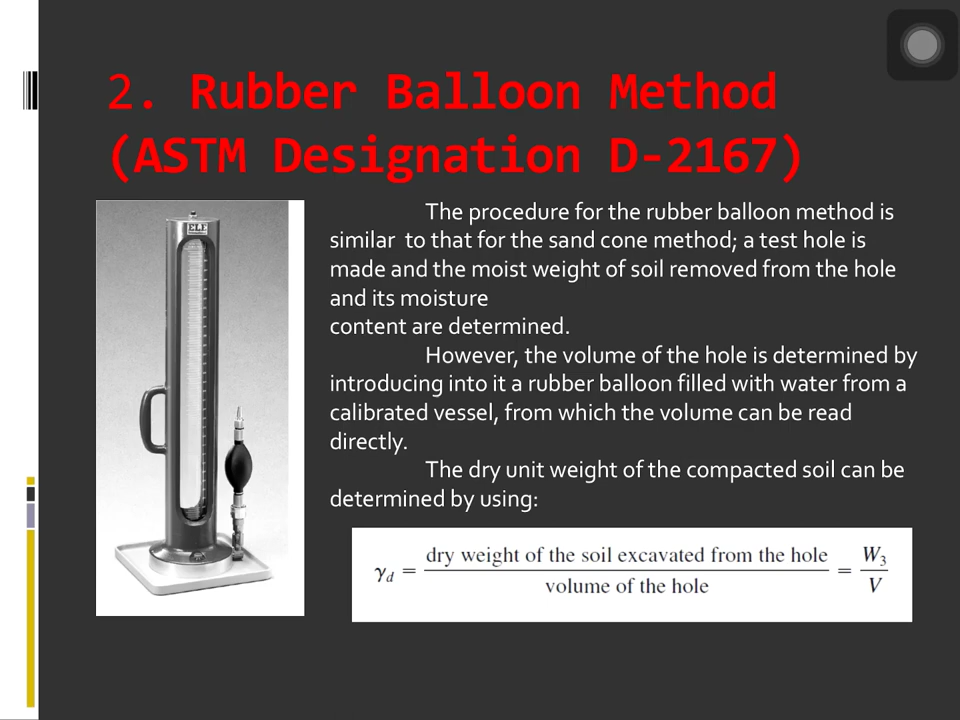 2. Rubber Balloon Method
(ASTM Designation D-2167)
ELE
The procedure for the rubber balloon method is
similar to that for the sand cone method; a test hole is
made and the moist weight of soil removed from the hole
and its moisture
content are determined.
However, the volume of the hole is determined by
introducing into it a rubber balloon filled with water from a
calibrated vessel, from which the volume can be read
directly.
The dry unit weight of the compacted soil can be
determined by using:
γd = dry weight of the soil excavated from the hole / volume of the hole = W3 / V